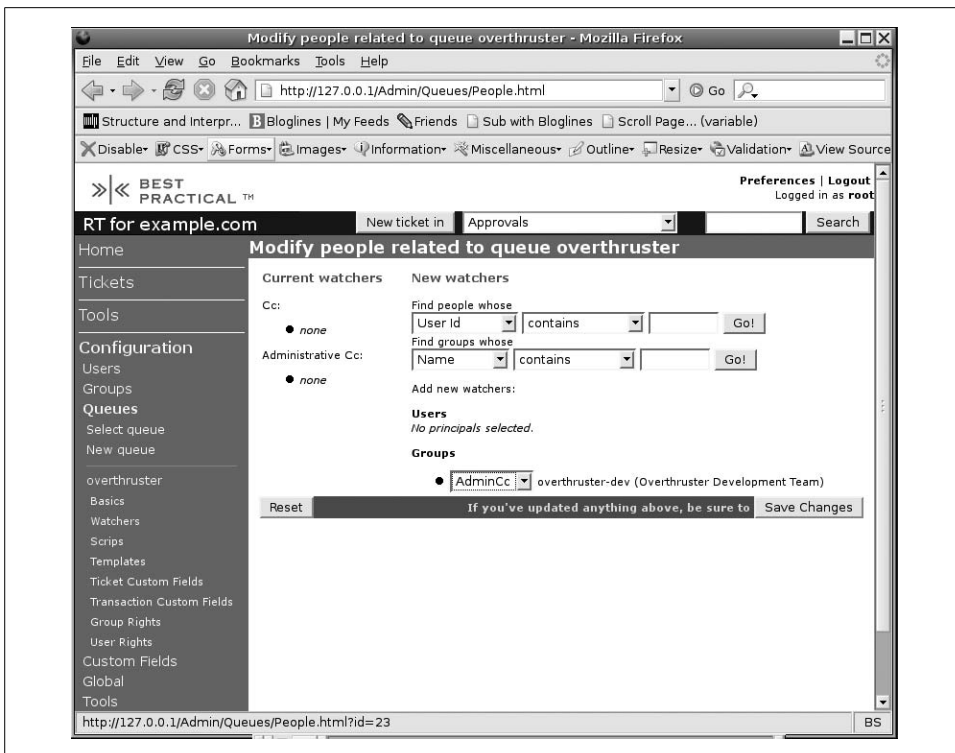 Modify people related to queue overthruster - Mozilla Firefox
File Edit View Go Bookmarks Tools Help
http://127.0.0.1/Admin/Queues/People.html Go
Structure and Interpr... Bloglines | My Feeds Friends Sub with Bloglines Scroll Page... (variable)
Disable CSS Forms Images Information Miscellaneous Outline Resize Validation View Source
BEST
PRACTICAL ™
Preferences | Logout
Logged in as root
RT for example.com New ticket in Approvals Search
Home
Tickets
Tools
Configuration
Users
Groups
Queues
Select queue
New queue
overthruster
Basics
Watchers
Scrips
Templates
Ticket Custom Fields
Transaction Custom Fields
Group Rights
User Rights
Custom Fields
Global
Tools
Modify people related to queue overthruster
Current watchers
Cc:
none
Administrative Cc:
none
New watchers
Find people whose
User Id contains Go!
Find groups whose
Name contains Go!
Add new watchers:
Users
No principals selected.
Groups
AdminCc overthruster-dev (Overthruster Development Team)
Reset If you've updated anything above, be sure to Save Changes
http://127.0.0.1/Admin/Queues/People.html?id=23 BS